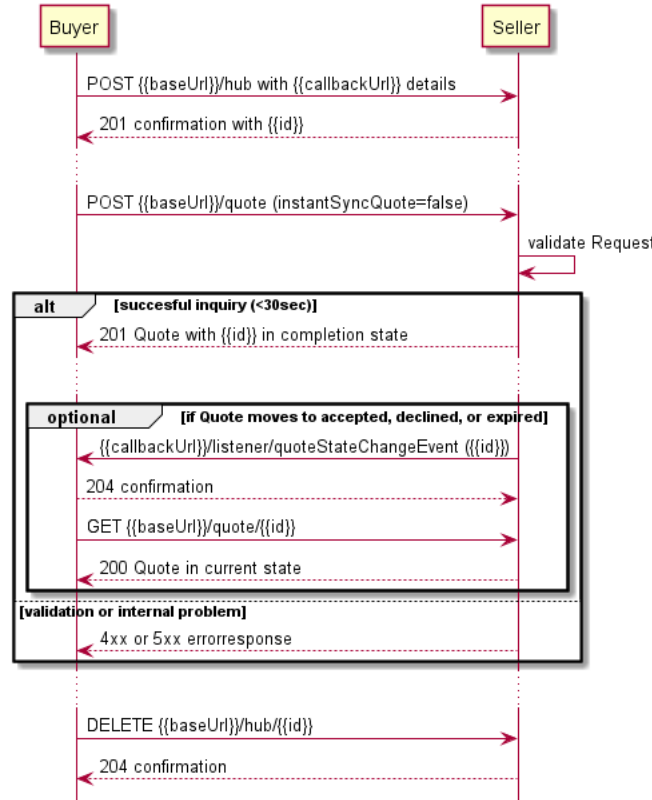 Buyer
Seller
POST {{baseUrl}}/hub with {{callbackUrl}} details
201 confirmation with {{id}}
POST {{baseUrl}}/quote (instantSyncQuote=false)
validate Request
alt
[succesful inquiry (<30sec)]
201 Quote with {{id}} in completion state
optional
[if Quote moves to accepted, declined, or expired]
{{callbackUrl}}/listener/quoteStateChangeEvent ({{id}})
204 confirmation
GET {{baseUrl}}/quote/{{id}}
200 Quote in current state
[validation or internal problem]
4xx or 5xx errorresponse
DELETE {{baseUrl}}/hub/{{id}}
204 confirmation